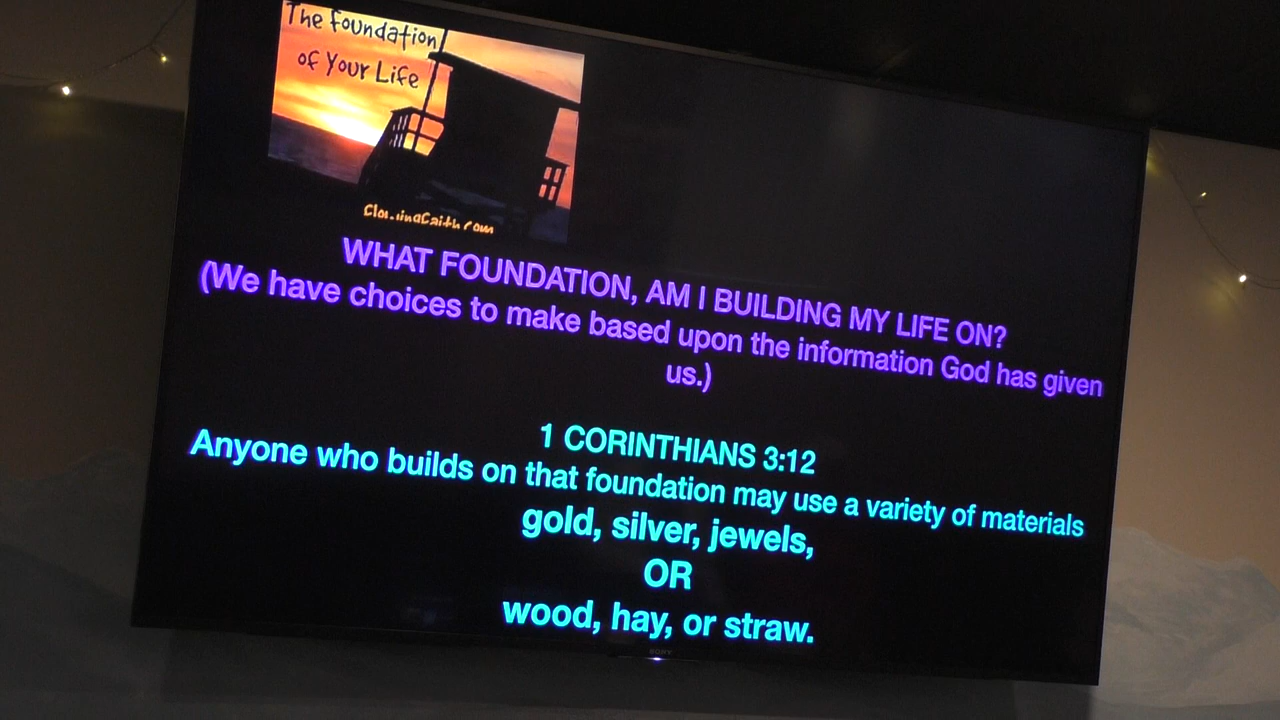 The Foundation
of Your Life
WHAT FOUNDATION, AM I BUILDING MY LIFE ON?
(We have choices to make based upon the information God has given
us.)
1 CORINTHIANS 3:12
Anyone who builds on that foundation may use a variety of materials
gold, silver, jewels,
OR
wood, hay, or straw.
SONY